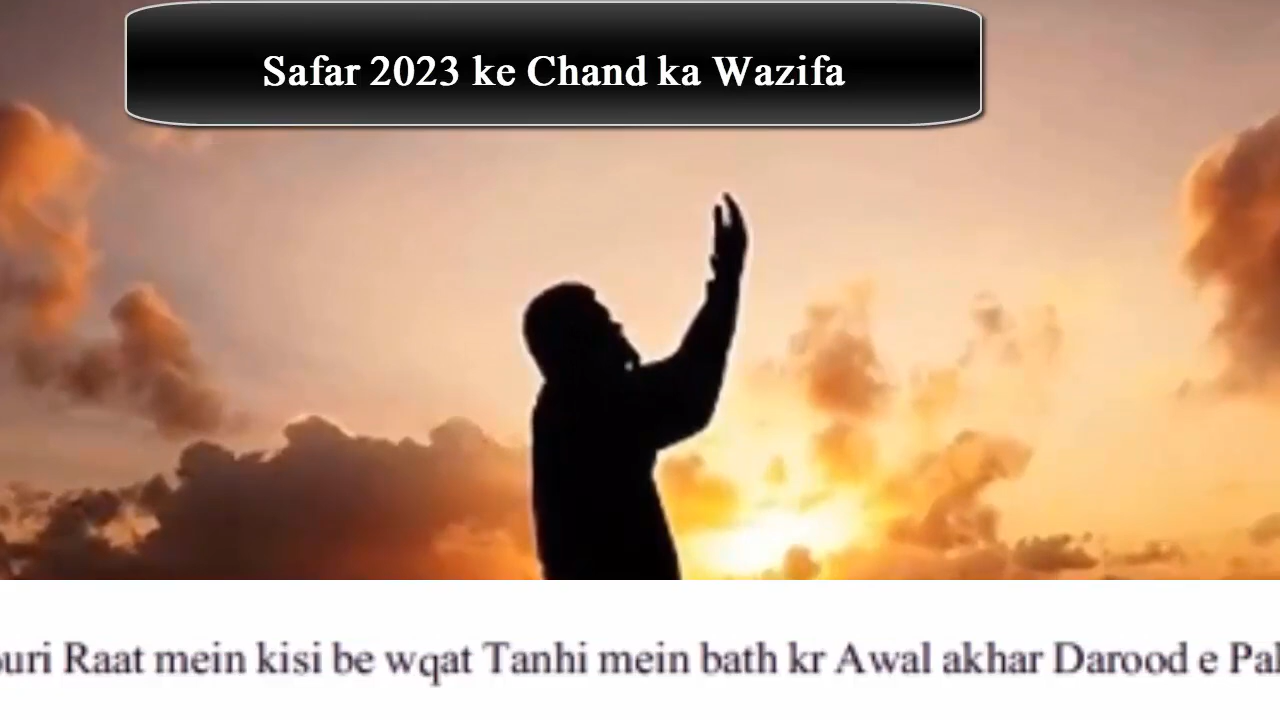 Safar 2023 ke Chand ka Wazifa
Raat mein kisi be wqat Tanhi mein bath kr Awal akhar Darood e